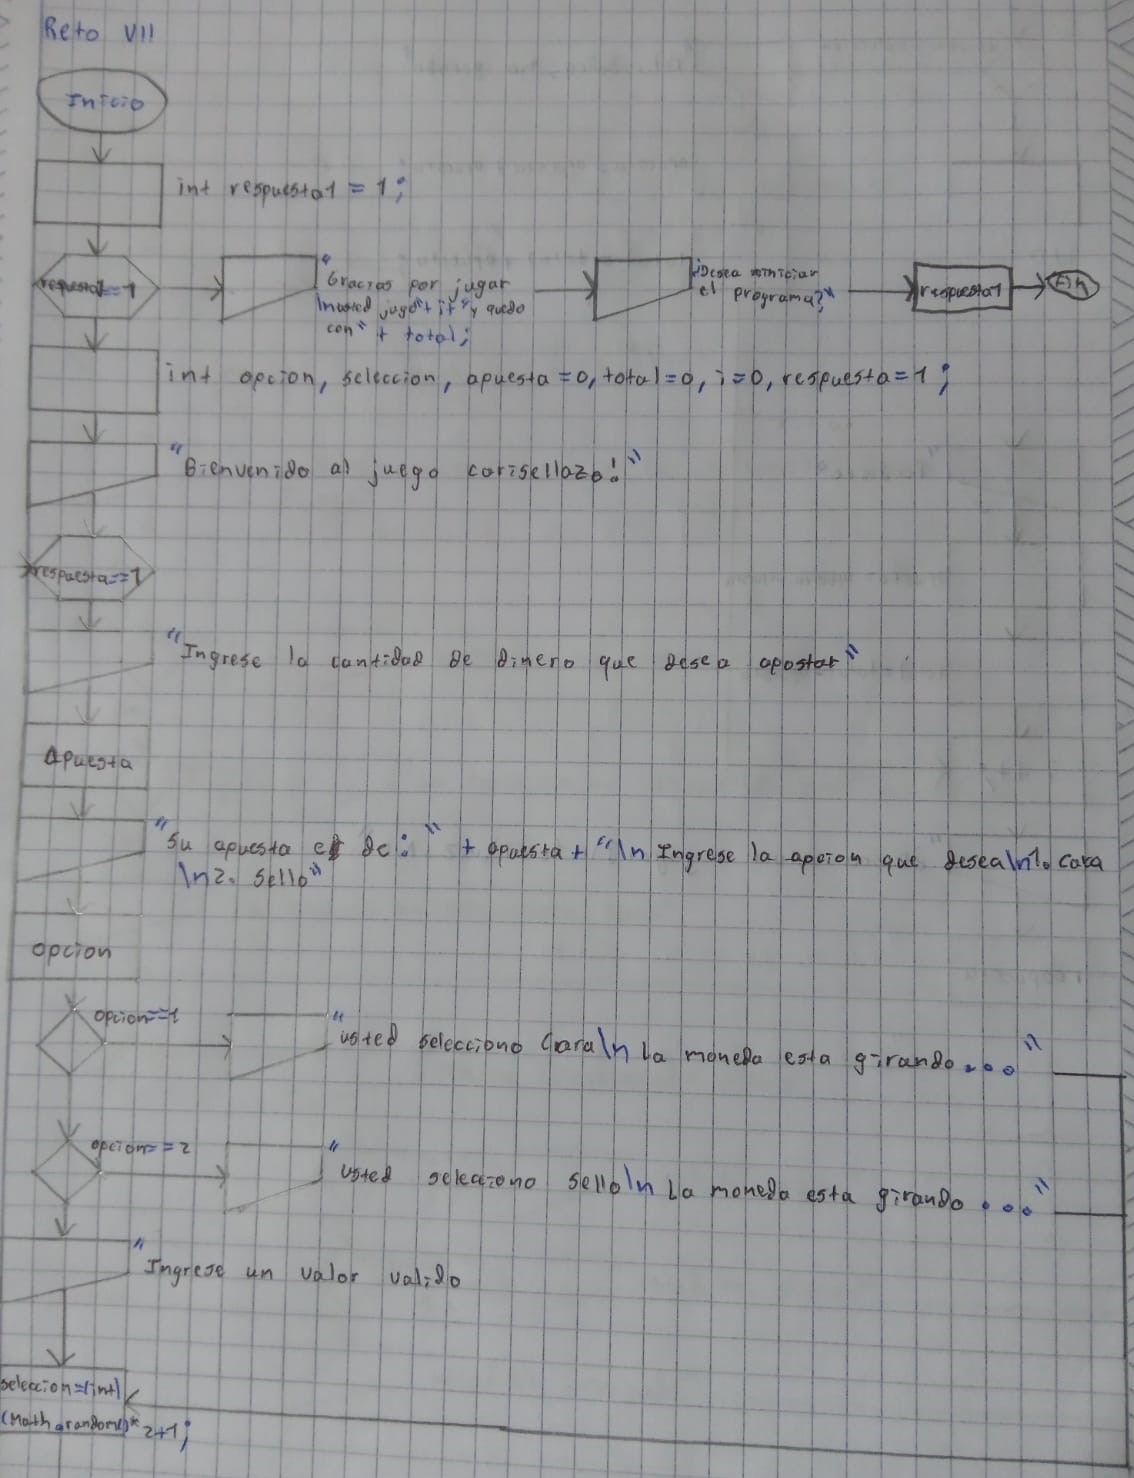 Reto VII
Inicio
int respuesta1 = 1;
respuesta1==1
"Gracias por jugar
\nusted jugo"+i+"y quedo
con" + total;
¿Desea reiniciar
el programa?"
respuesta1
Fin
int opcion, seleccion, apuesta=0, total=0, i=0, respuesta=1;
"Bienvenido al juego carisellazo!"
respuesta==1
"Ingrese la cantidad de dinero que desea apostar"
Apuesta
"Su apuesta es de: " + apuesta + "\n Ingrese la apcion que desea\n1. cara
\n2. Sello"
opcion
opcion==1
"usted selecciono Cara\n La moneda esta girando..."
opcion==2
"usted seleciono sello\n La moneda esta girando..."
"Ingrese un valor valido
seleccion=(int)
(Math.random()*2+1;